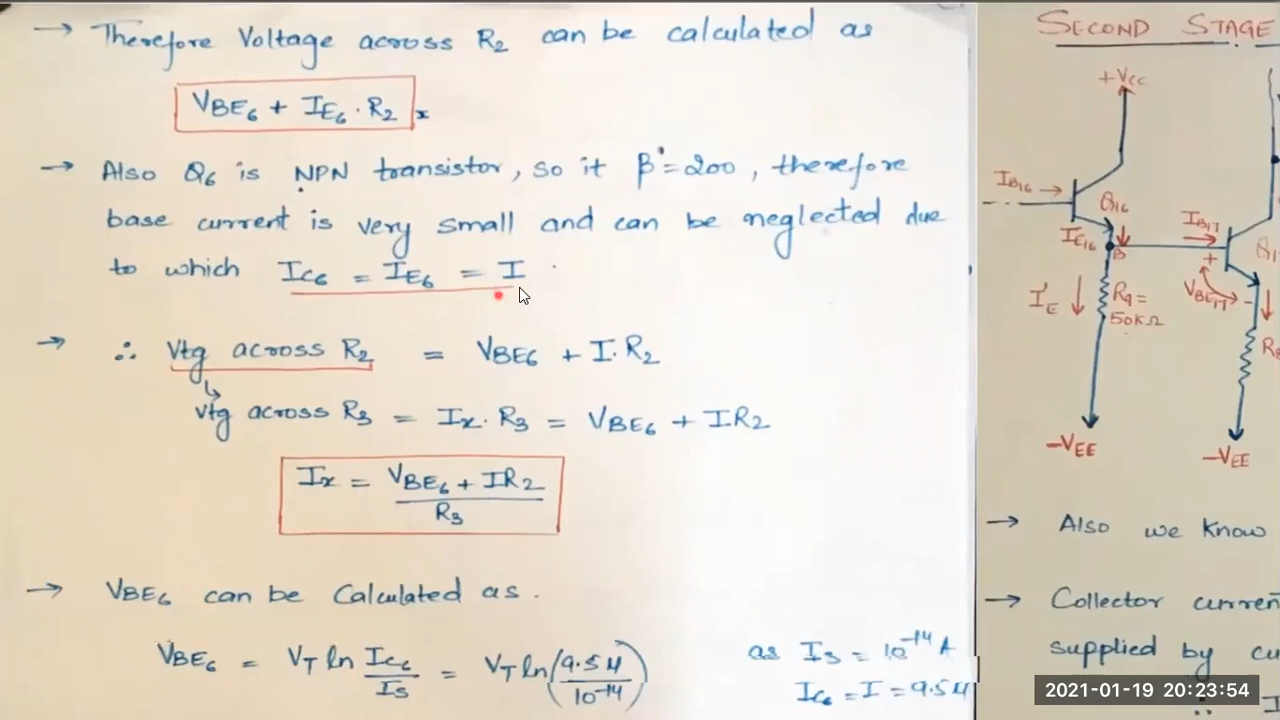 → Therefore Voltage across R2 can be calculated as
VBE6 + IE6 . R2
→ Also Q6 is NPN transistor, so it β = 200, therefore
base current is very small and can be neglected due
to which IC6 = IE6 = I
→ ∴ Vtg across R2 = VBE6 + I.R2
Vtg across R3 = Ix. R3 = VBE6 + IR2
Ix = VBE6 + IR2 / R3
→ VBE6 can be Calculated as.
VBE6 = VT ln IC6 / IS = VT ln (9.5 M / 10^-14)
as IS = 10^-14 A
IC6 = I = 9.5 M
SECOND STAGE
+VCC
IB16 →
Q16
IE16
B
IB17
+
VBE17
-
I'E
R9 =
50KΩ
-VEE
-VEE
→ Also we know
→ Collector curren
supplied by cu
2021-01-19 20:23:54